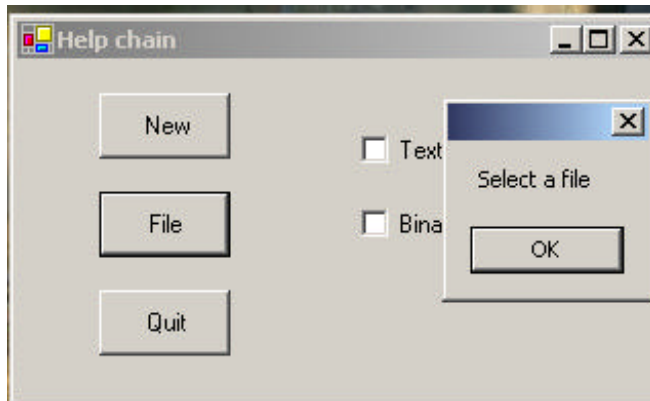 Help chain
New
Text
Select a file
File
Bina
OK
Quit